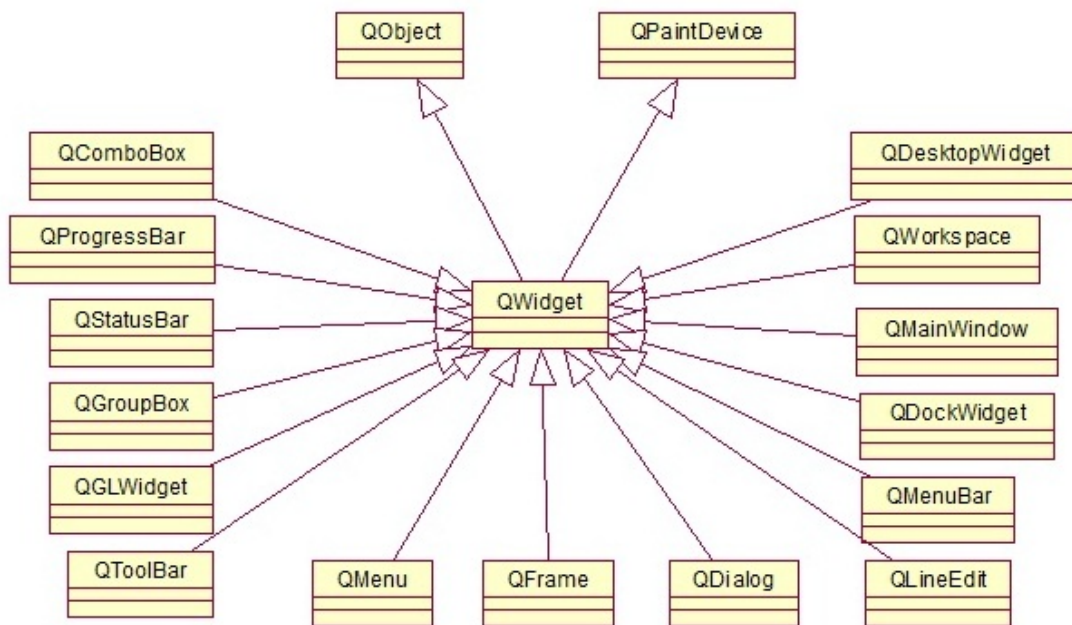 QObject
QPaintDevice
QComboBox
QDesktopWidget
QProgressBar
QWorkspace
QWidget
QStatusBar
QMainWindow
QGroupBox
QDockWidget
QGLWidget
QMenuBar
QToolBar
QMenu
QFrame
QDialog
QLineEdit